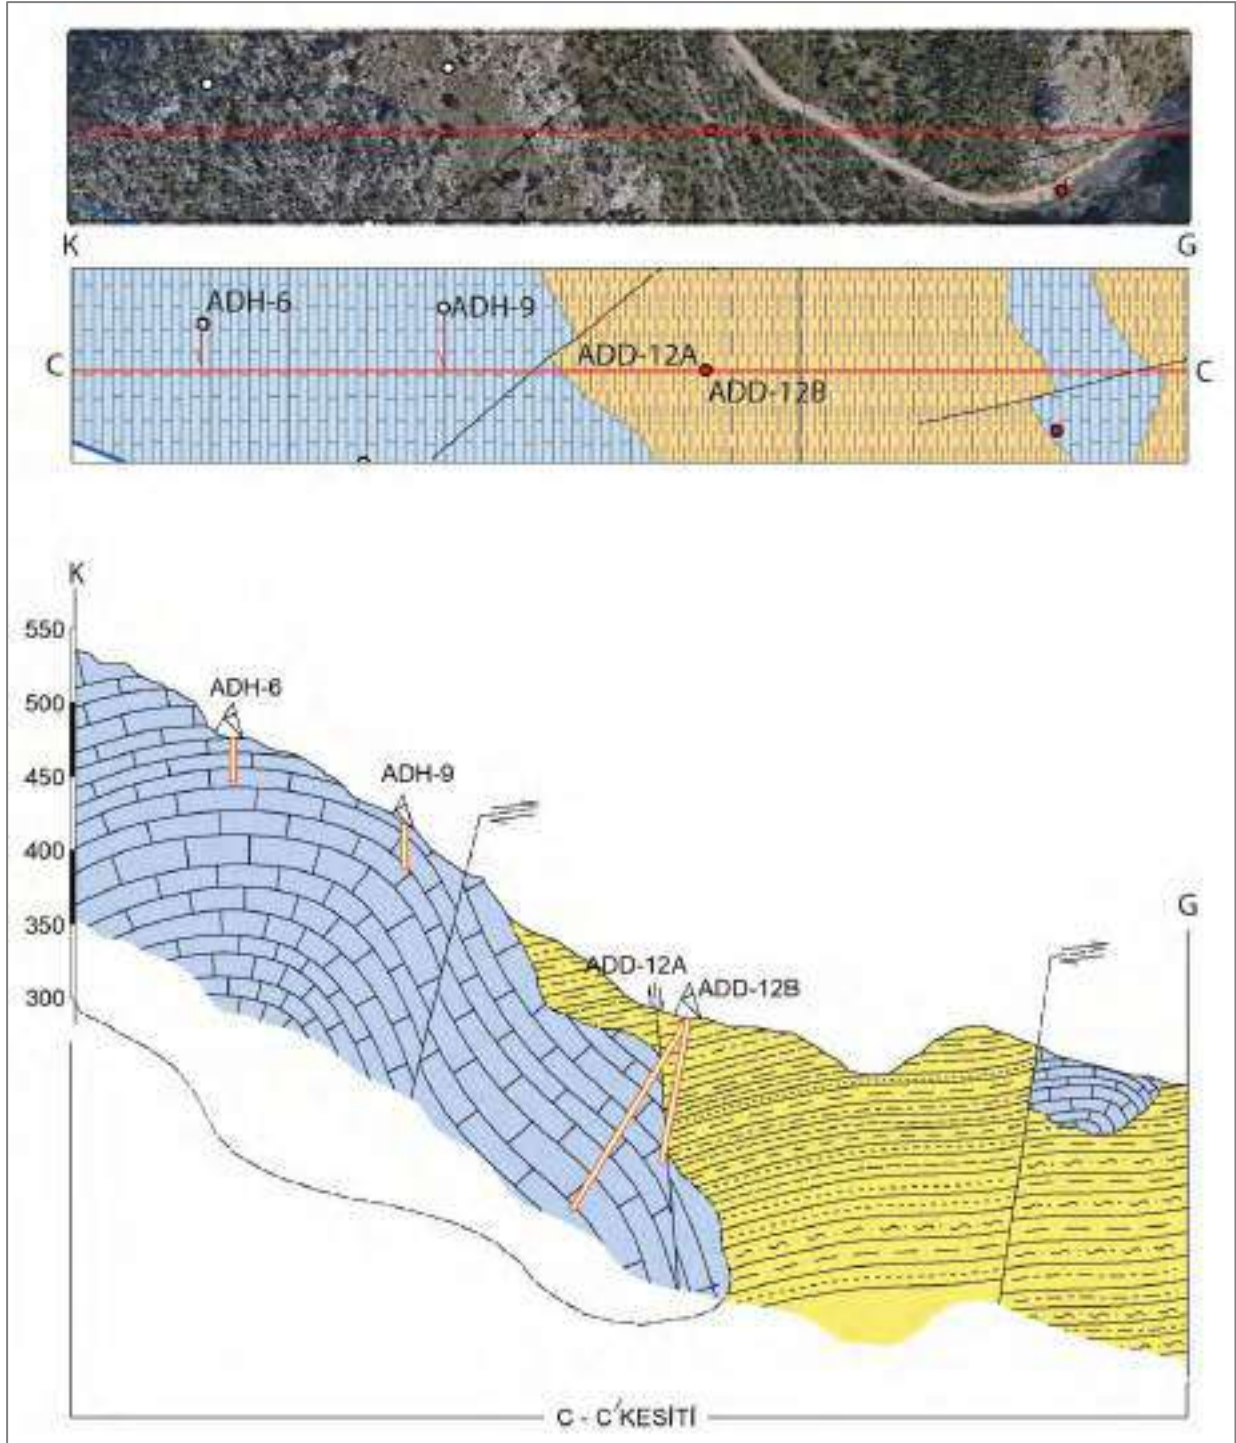 K G
ADH-6 ADH-9
C ADD-12A C
ADD-12B
K
550
ADH-6
500
ADH-9
450
400
350
G
ADD-12A
ADD-12B
300
C - C'KESİTİ